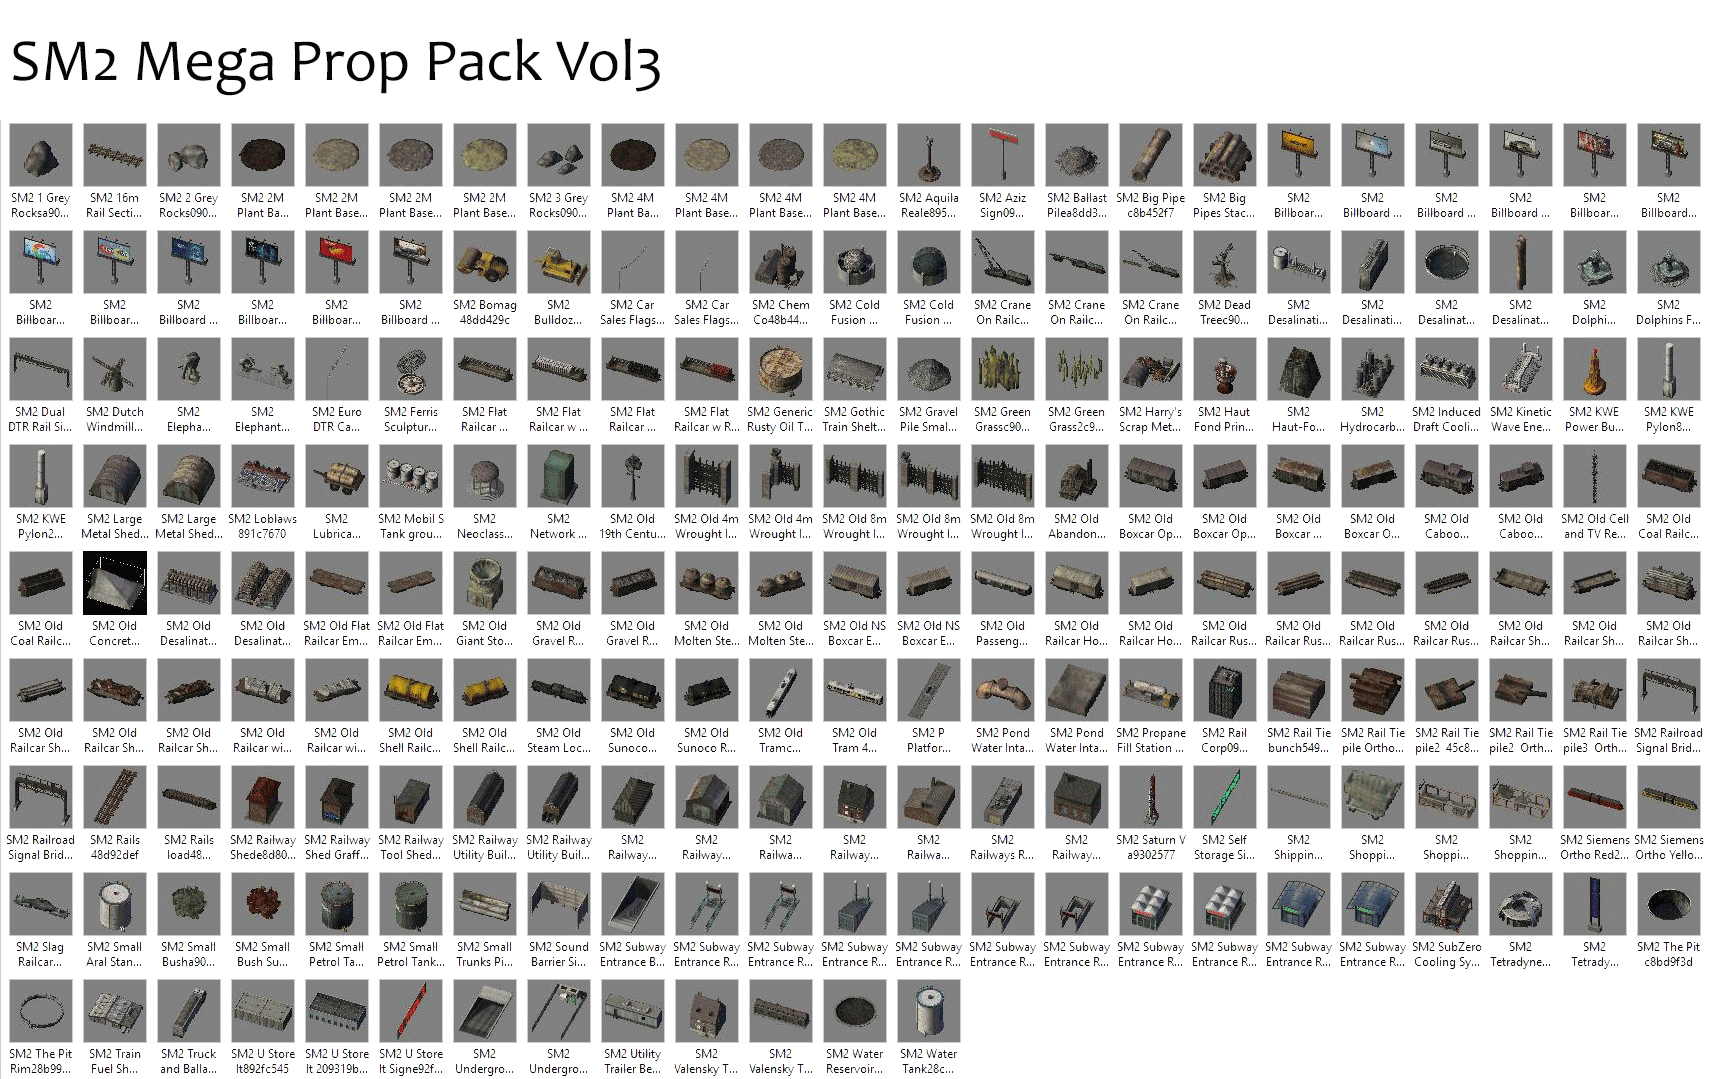 SM2 Mega Prop Pack Vol3
SM2 1 Grey SM2 16m SM2 2 Grey SM2 2M SM2 2M SM2 2M SM2 2M SM2 3 Grey SM2 4M SM2 4M SM2 4M SM2 4M SM2 Aquila SM2 Aziz SM2 Ballast SM2 Big Pipe SM2 Big SM2 SM2 SM2 SM2 SM2 SM2
Rocksa90... Rail Secti... Rocks090... Plant Ba... Plant Base... Plant Base... Plant Base... Rocks090... Plant Ba... Plant Base... Plant Base... Plant Base... Reale895... Sign09... Pilea8dd3... c8b452f7 Pipes Stac... Billboar... Billboard ... Billboard ... Billboard ... Billboar... Billboard...
SM2 SM2 SM2 SM2 SM2 SM2 SM2 Bomag SM2 SM2 Car SM2 Car SM2 Chem SM2 Cold SM2 Cold SM2 Crane SM2 Crane SM2 Crane SM2 Dead SM2 SM2 SM2 SM2 SM2 SM2
Billboar... Billboar... Billboard ... Billboar... Billboar... Billboard ... 48dd429c Bulldoz... Sales Flags... Sales Flags... Co48b44... Fusion ... Fusion ... On Railc... On Railc... On Railc... Treec90... Desalinati... Desalinati... Desalinat... Desalinat... Dolphi... Dolphins F...
SM2 Dual SM2 Dutch SM2 SM2 SM2 Euro SM2 Ferris SM2 Flat SM2 Flat SM2 Flat SM2 Flat SM2 Generic SM2 Gothic SM2 Gravel SM2 Green SM2 Green SM2 Harry's SM2 Haut SM2 SM2 SM2 Induced SM2 Kinetic SM2 KWE SM2 KWE
DTR Rail Si... Windmill... Elepha... Elephant... DTR Ca... Sculptur... Railcar ... Railcar w ... Railcar ... Railcar w R... Rusty Oil T... Train Shelt... Pile Smal... Grassc90... Grass2c9... Scrap Met... Fond Prin... Haut-Fo... Hydrocarb... Draft Cooli... Wave Ene... Power Bu... Pylon8...
SM2 KWE SM2 Large SM2 Large SM2 Loblaws SM2 SM2 Mobil S SM2 SM2 SM2 Old SM2 Old 4m SM2 Old 4m SM2 Old 8m SM2 Old 8m SM2 Old 8m SM2 Old SM2 Old SM2 Old SM2 Old SM2 Old SM2 Old SM2 Old SM2 Old Cell SM2 Old
Pylon2... Metal Shed... Metal Shed... 891c7670 Lubrica... Tank grou... Neoclass... Network ... 19th Centu... Wrought I... Wrought I... Wrought I... Wrought I... Wrought I... Abandon... Boxcar Op... Boxcar Op... Boxcar ... Boxcar O... Caboo... Caboo... and TV Re... Coal Railc...
SM2 Old SM2 Old SM2 Old SM2 Old SM2 Old Flat SM2 Old Flat SM2 Old SM2 Old SM2 Old SM2 Old SM2 Old SM2 Old NS SM2 Old NS SM2 Old SM2 Old SM2 Old SM2 Old SM2 Old SM2 Old SM2 Old SM2 Old SM2 Old SM2 Old
Coal Railc... Concret... Desalinat... Desalinat... Railcar Em... Railcar Em... Giant Sto... Gravel R... Gravel R... Molten Ste... Molten Ste... Boxcar E... Boxcar E... Passeng... Railcar Ho... Railcar Ho... Railcar Rus... Railcar Rus... Railcar Rus... Railcar Rus... Railcar Sh... Railcar Sh... Railcar Sh...
SM2 Old SM2 Old SM2 Old SM2 Old SM2 Old SM2 Old SM2 Old SM2 Old SM2 Old SM2 Old SM2 Old SM2 Old SM2 P SM2 Pond SM2 Pond SM2 Propane SM2 Rail SM2 Rail Tie SM2 Rail Tie SM2 Rail Tie SM2 Rail Tie SM2 Rail Tie SM2 Railroad
Railcar Sh... Railcar Sh... Railcar Sh... Railcar wi... Railcar wi... Shell Railc... Shell Railc... Steam Loc... Sunoco... Sunoco R... Tramc... Tram 4... Platfor... Water Inta... Water Inta... Fill Station ... Corp09... bunch549... pile Ortho... pile2 45c8... pile2 Orth... pile3 Orth... Signal Brid...
SM2 Railroad SM2 Rails SM2 Rails SM2 Railway SM2 Railway SM2 Railway SM2 Railway SM2 Railway SM2 SM2 SM2 SM2 SM2 SM2 SM2 SM2 Saturn V SM2 Self SM2 SM2 SM2 SM2 SM2 Siemens SM2 Siemens
Signal Brid... 48d92def load48... Shede8d80... Shed Graff... Tool Shed... Utility Buil... Utility Buil... Railway... Railway... Railwa... Railway... Railwa... Railways R... Railway... a9302577 Storage Si... Shippin... Shoppi... Shoppi... Shoppin... Ortho Red2... Ortho Yello...
SM2 Slag SM2 Small SM2 Small SM2 Small SM2 Small SM2 Small SM2 Small SM2 Sound SM2 Subway SM2 Subway SM2 Subway SM2 Subway SM2 Subway SM2 Subway SM2 Subway SM2 Subway SM2 Subway SM2 Subway SM2 Subway SM2 SubZero SM2 SM2 SM2 The Pit
Railcar... Aral Stan... Busha90... Bush Su... Petrol Ta... Petrol Tank... Trunks Pi... Barrier Si... Entrance B... Entrance R... Entrance R... Entrance R... Entrance R... Entrance R... Entrance R... Entrance R... Entrance R... Entrance R... Entrance R... Cooling Sy... Tetradyne... Tetrady... c8bd9f3d
SM2 The Pit SM2 Train SM2 Truck SM2 U Store SM2 U Store SM2 U Store SM2 SM2 SM2 Utility SM2 SM2 SM2 Water SM2 Water
Rim28b99... Fuel Sh... and Balla... It892fc545 It 209319b... It Signe92f... Undergro... Undergro... Trailer Be... Valensky T... Valensky T... Reservoir... Tank28c...